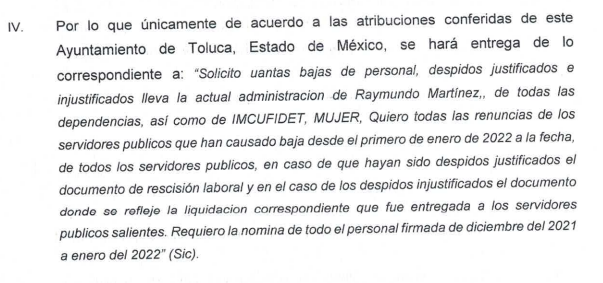 IV. Por lo que únicamente de acuerdo a las atribuciones conferidas de este
Ayuntamiento de Toluca, Estado de México, se hará entrega de lo
correspondiente a: “Solicito uantas bajas de personal, despidos justificados e
injustificados lleva la actual administracion de Raymundo Martínez,, de todas las
dependencias, así como de IMCUFIDET, MUJER, Quiero todas las renuncias de los
servidores publicos que han causado baja desde el primero de enero de 2022 a la fecha,
de todos los servidores publicos, en caso de que hayan sido despidos justificados el
documento de rescisión laboral y en el caso de los despidos injustificados el documento
donde se refleje la liquidacion correspondiente que fue entregada a los servidores
publicos salientes. Requiero la nomina de todo el personal firmada de diciembre del 2021
a enero del 2022” (Sic).